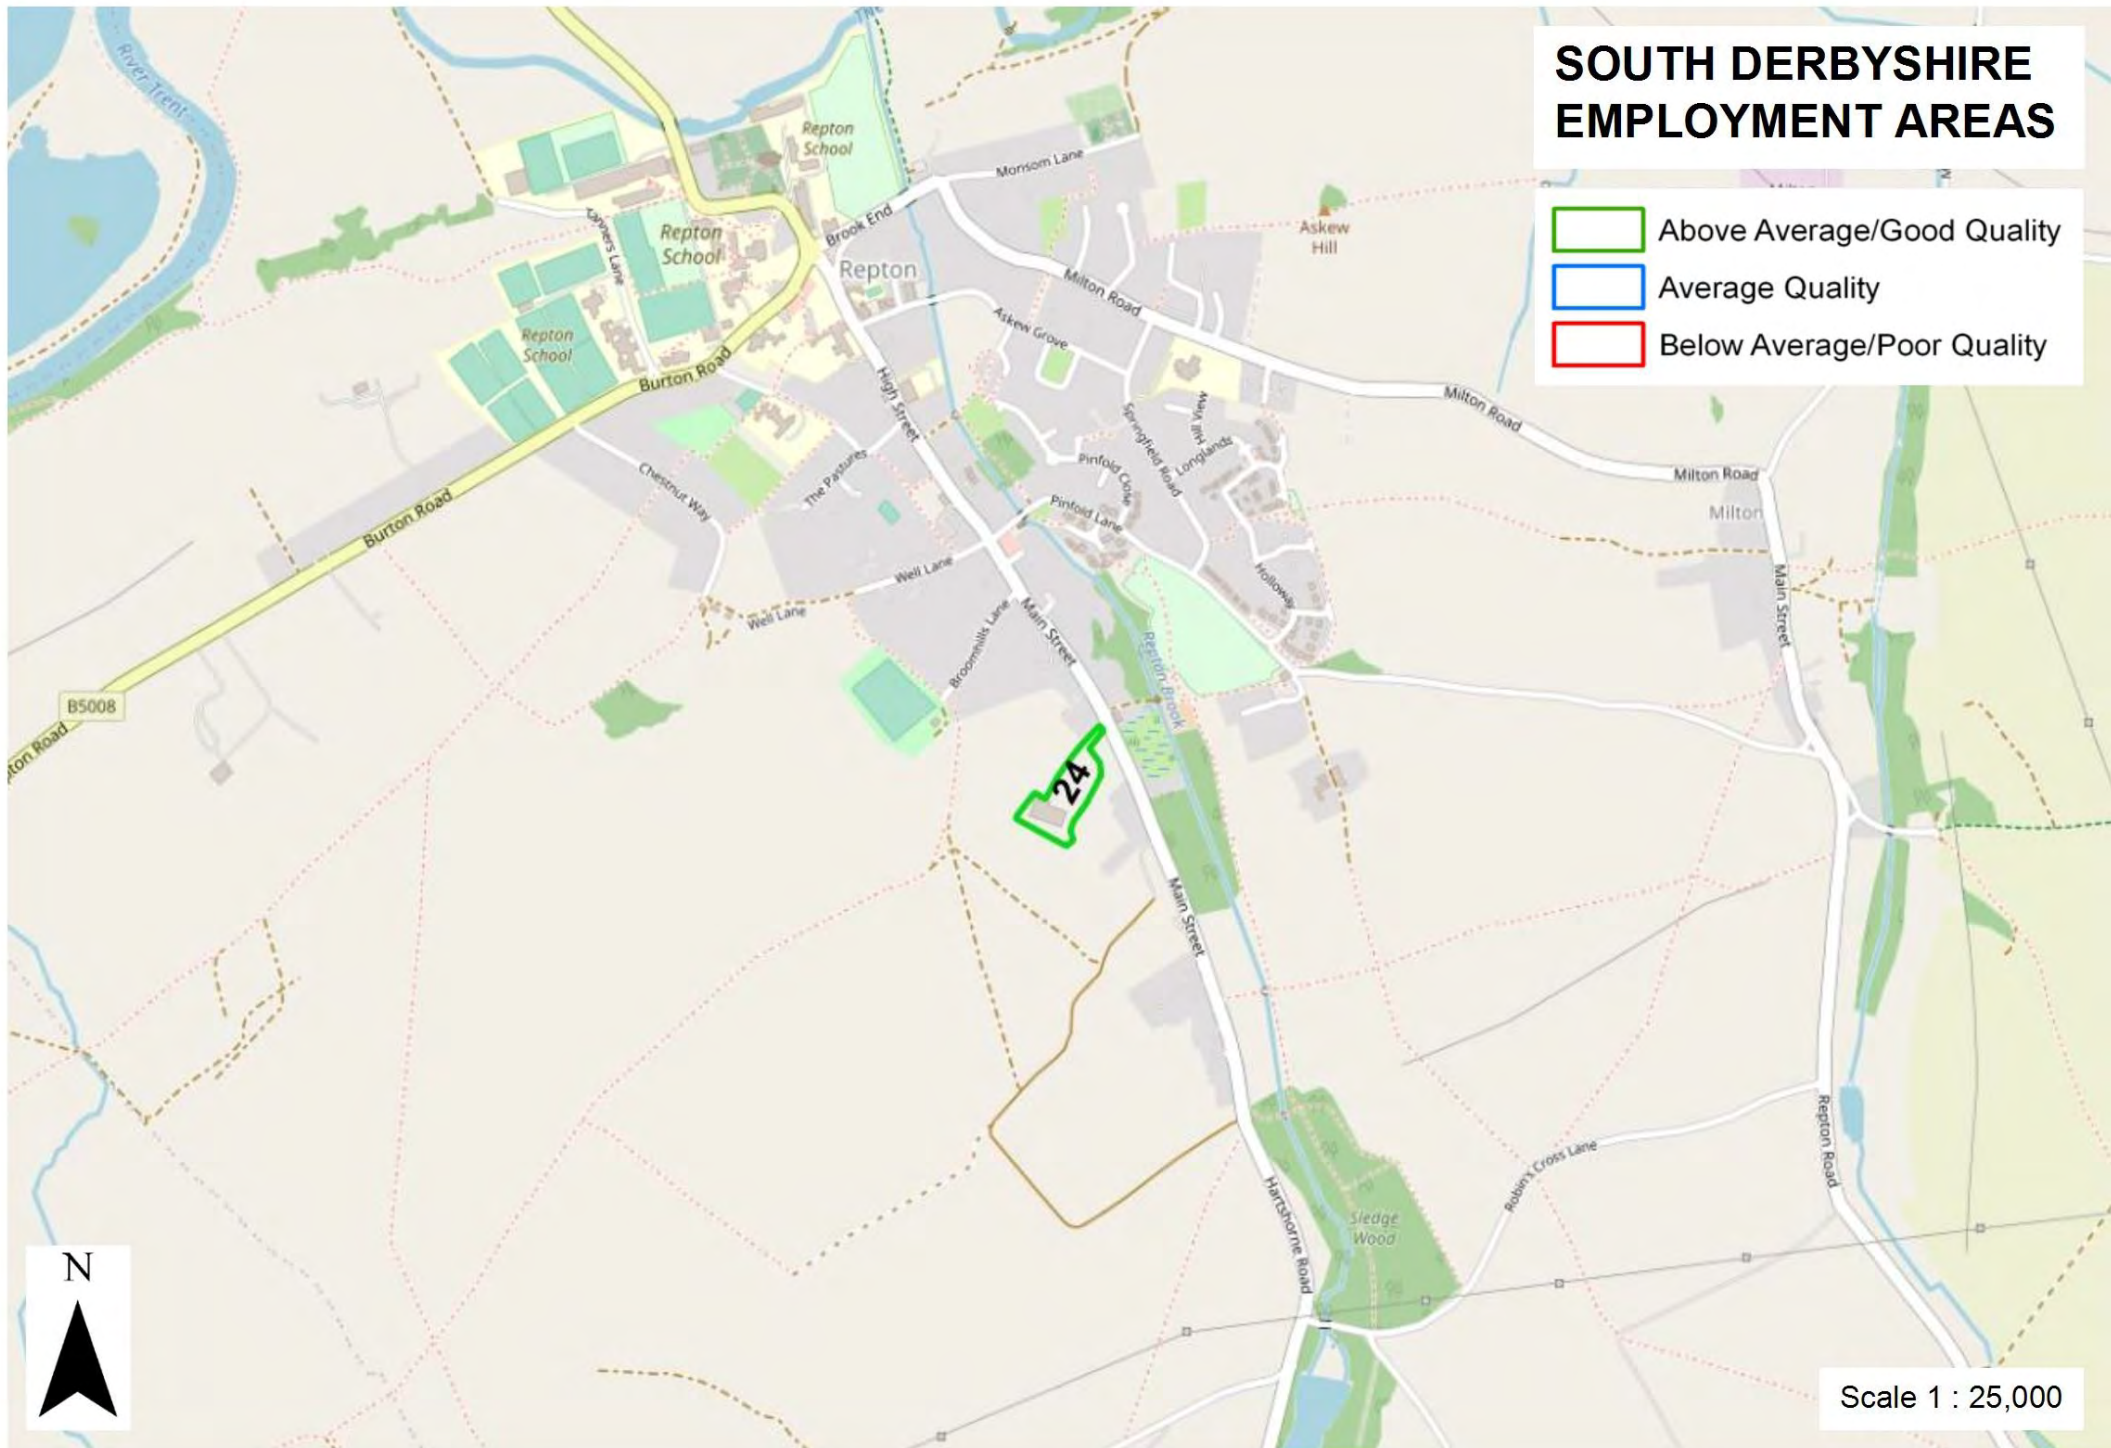 SOUTH DERBYSHIRE
EMPLOYMENT AREAS
Above Average/Good Quality
Average Quality
Below Average/Poor Quality
River Trent
Repton
School
Monsom Lane
Brook End
Tanners Lane
Repton
School
Repton
Askew
Hill
Milton Road
Askew Grove
Repton
School
Burton Road
High Street
Milton Road
Springfield Road
Hill View
Longlands
Pinfold Close
The Pastures
Chestnut Way
Milton Road
Milton
Burton Road
Pinfold Lane
Well Lane
Holloway
Main Street
Well Lane
Broomhills Lane
Main Street
Repton Brook
B5008
24
Main Street
Robin's Cross Lane
Repton Road
Hartshorne Road
Sledge
Wood
N
Scale 1 : 25,000